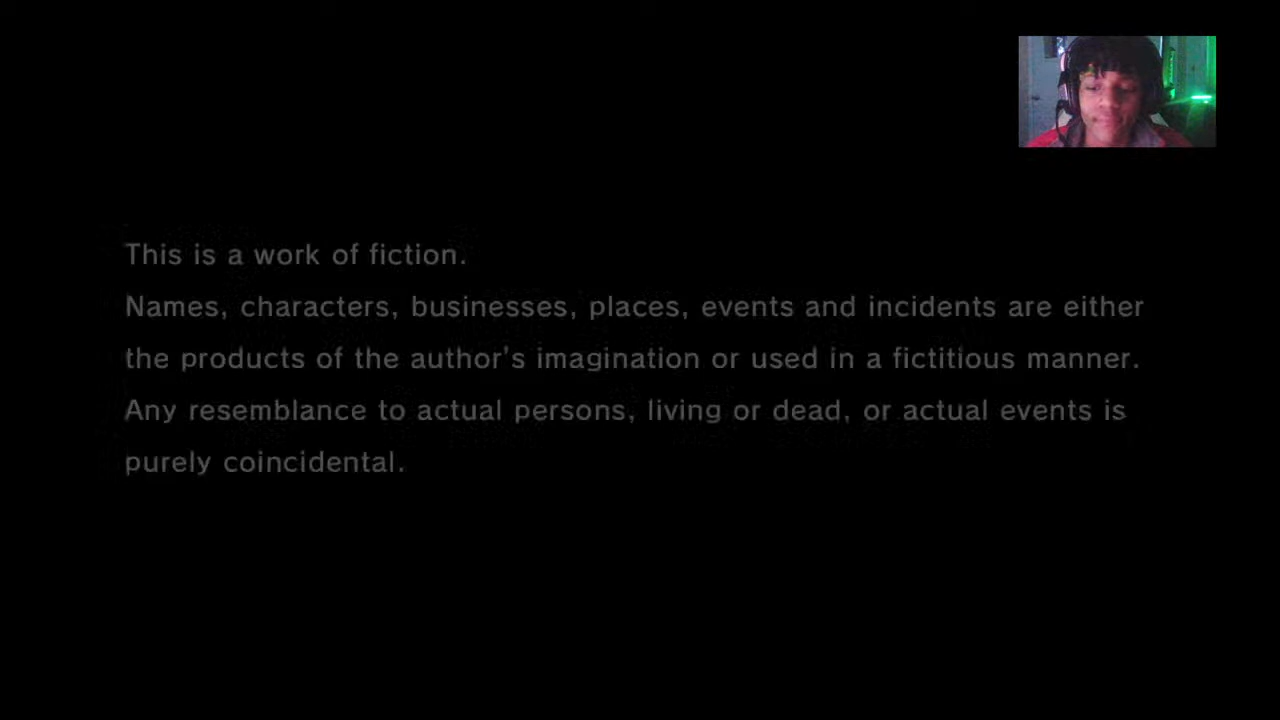 This is a work of fiction.
Names, characters, businesses, places, events and incidents are either
the products of the author's imagination or used in a fictitious manner.
Any resemblance to actual persons, living or dead, or actual events is
purely coincidental.